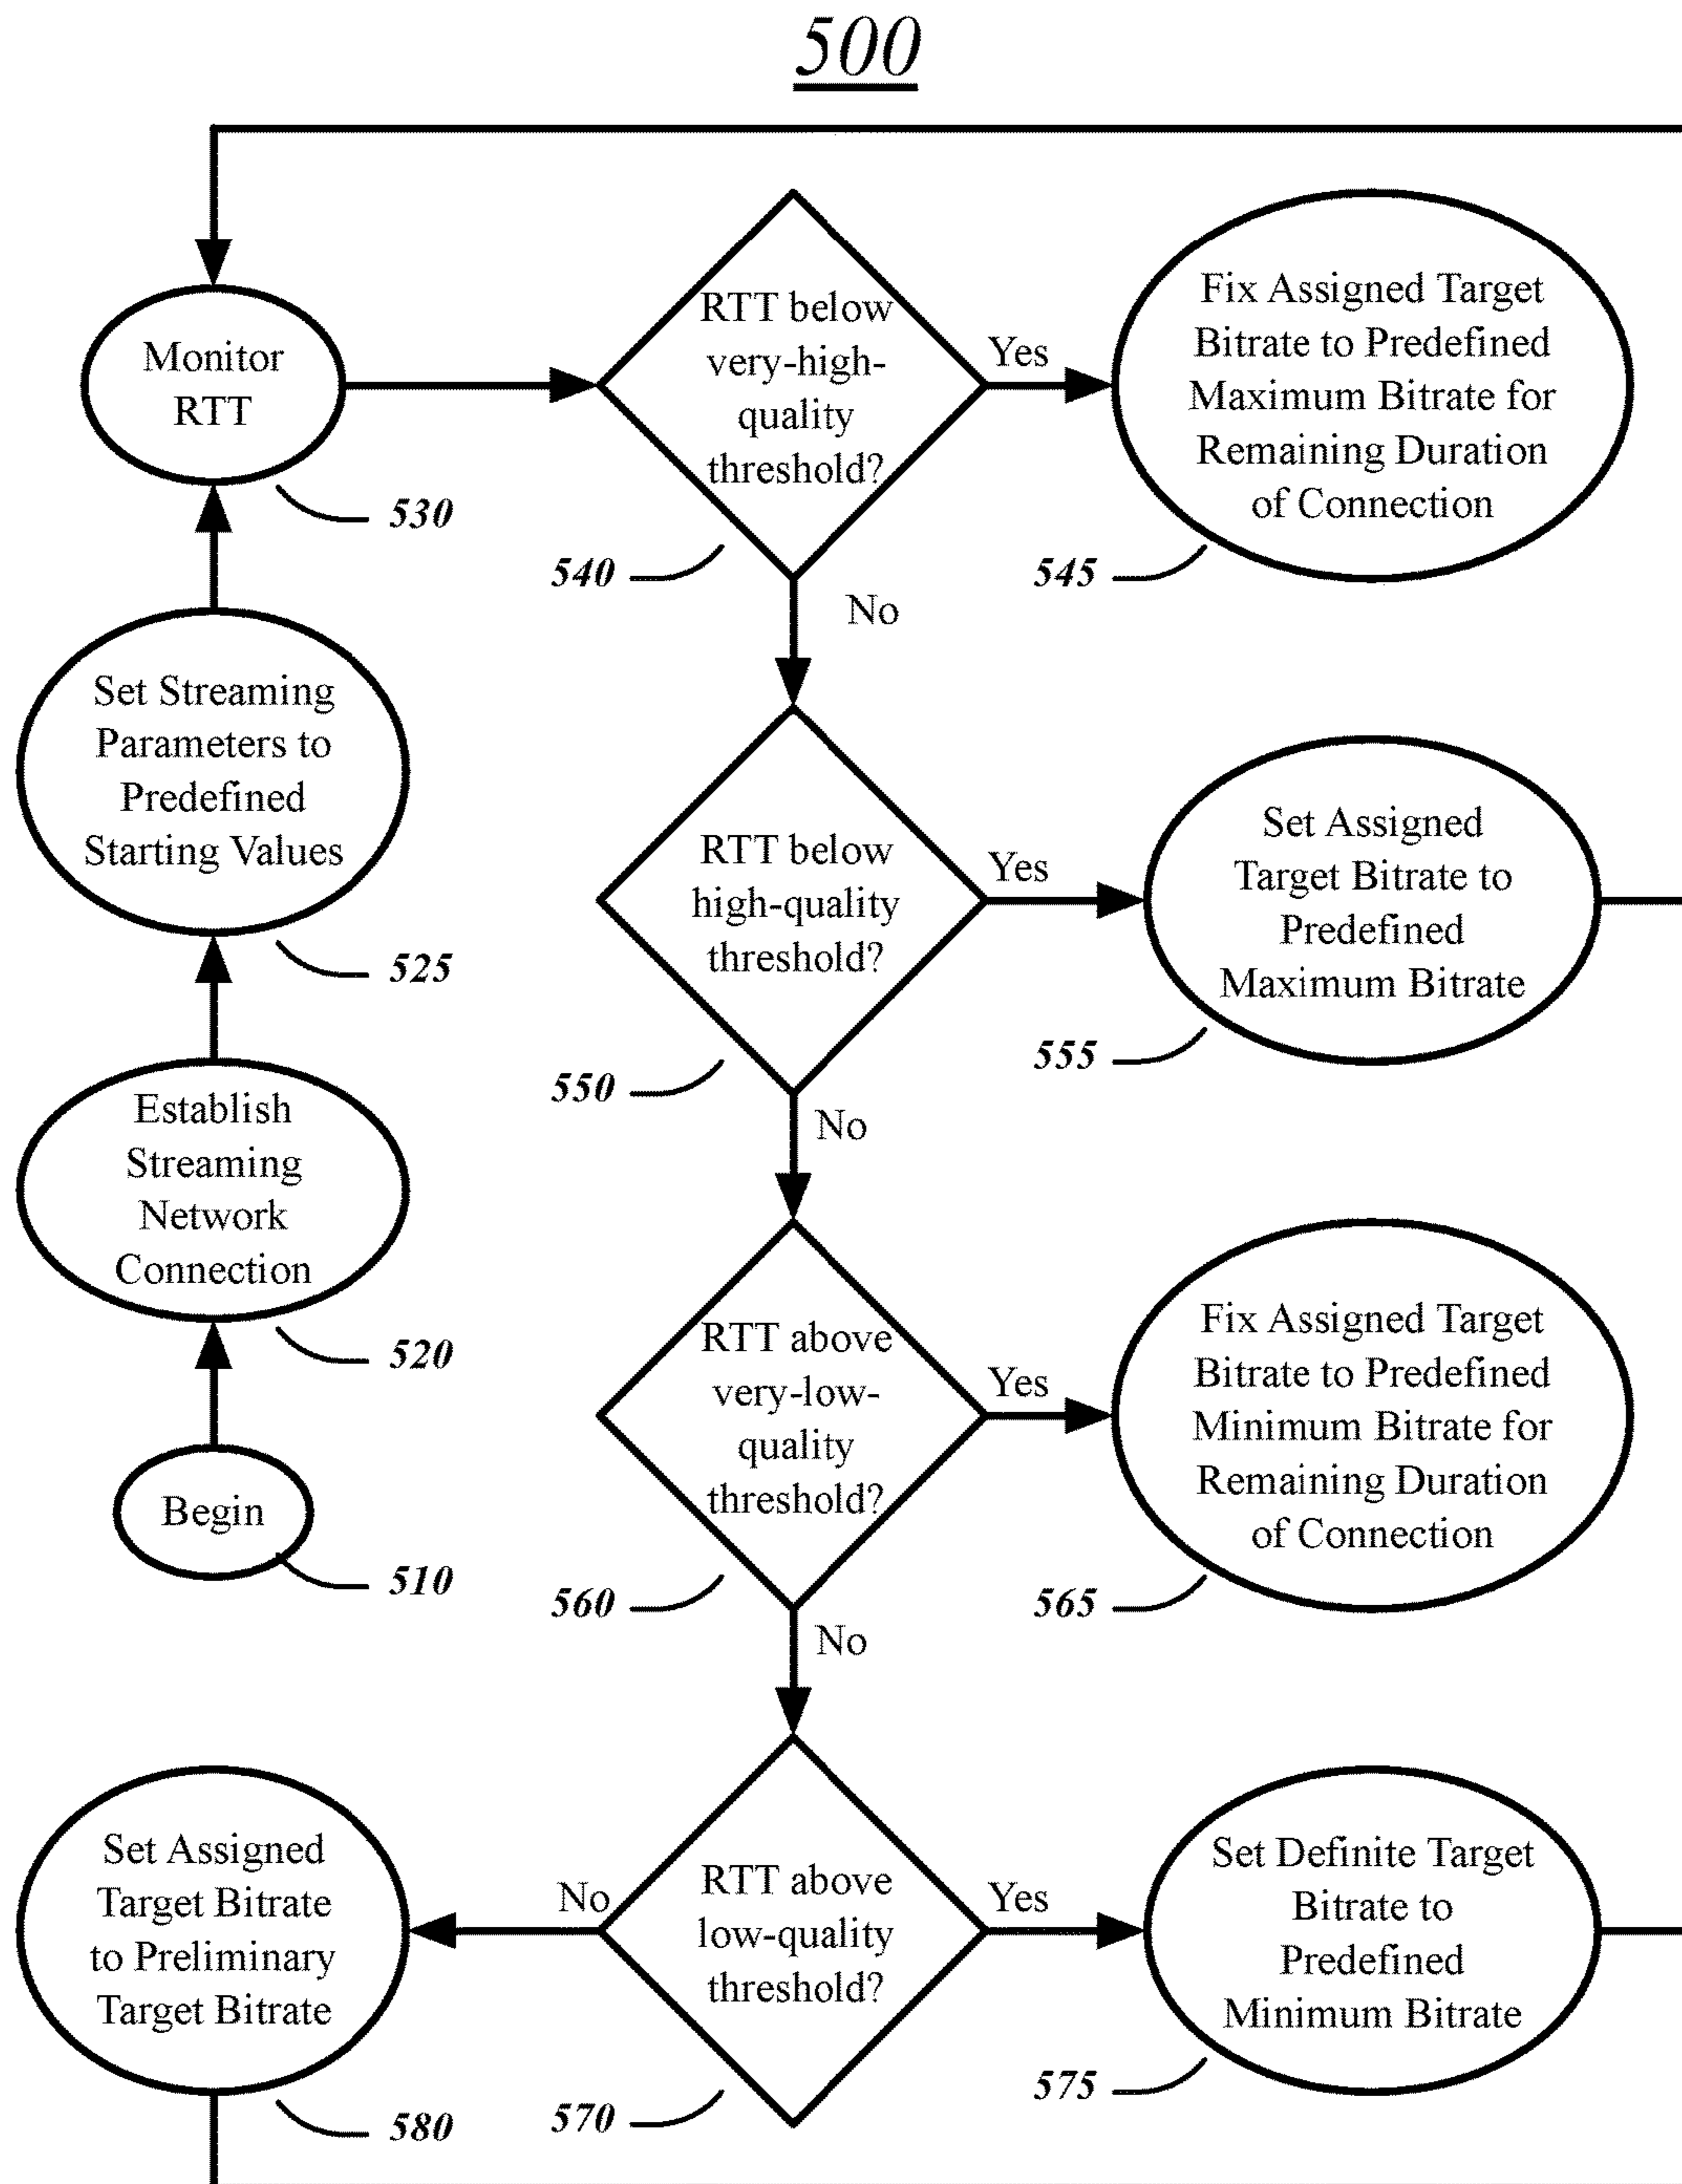 500
Monitor
RTT
530
RTT below
very-high-
quality
threshold?
540
Yes
Fix Assigned Target
Bitrate to Predefined
Maximum Bitrate for
Remaining Duration
of Connection
545
No
Set Streaming
Parameters to
Predefined
Starting Values
525
RTT below
high-quality
threshold?
550
Yes
Set Assigned
Target Bitrate to
Predefined
Maximum Bitrate
555
No
Establish
Streaming
Network
Connection
520
RTT above
very-low-
quality
threshold?
560
Yes
Fix Assigned Target
Bitrate to Predefined
Minimum Bitrate for
Remaining Duration
of Connection
565
Begin
510
No
Set Assigned
Target Bitrate
to Preliminary
Target Bitrate
580
No
RTT above
low-quality
threshold?
570
Yes
Set Definite Target
Bitrate to
Predefined
Minimum Bitrate
575